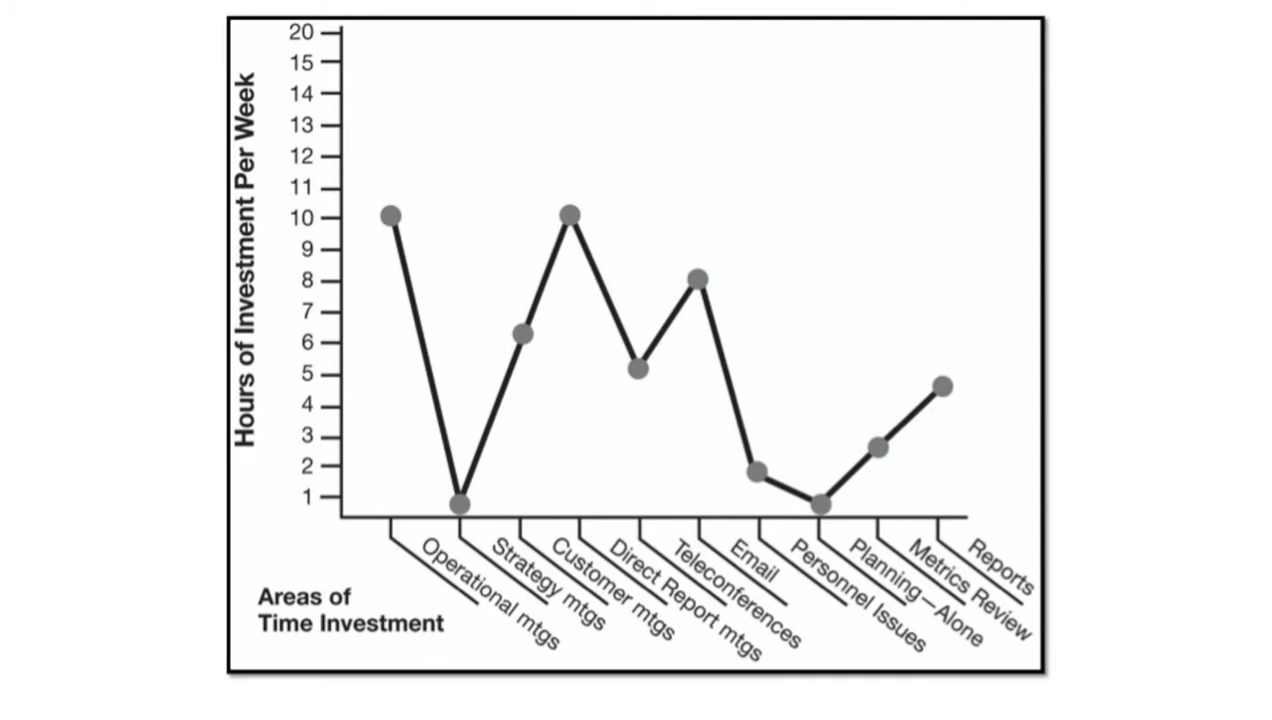 Hours of Investment Per Week
20
15
14
13
12
11
10
9
8
7
6
5
4
3
2
1
Operational mtgs
Strategy mtgs
Customer mtgs
Direct Report mtgs
Teleconferences
Email
Personnel Issues
Planning—Alone
Metrics Review
Reports
Areas of
Time Investment